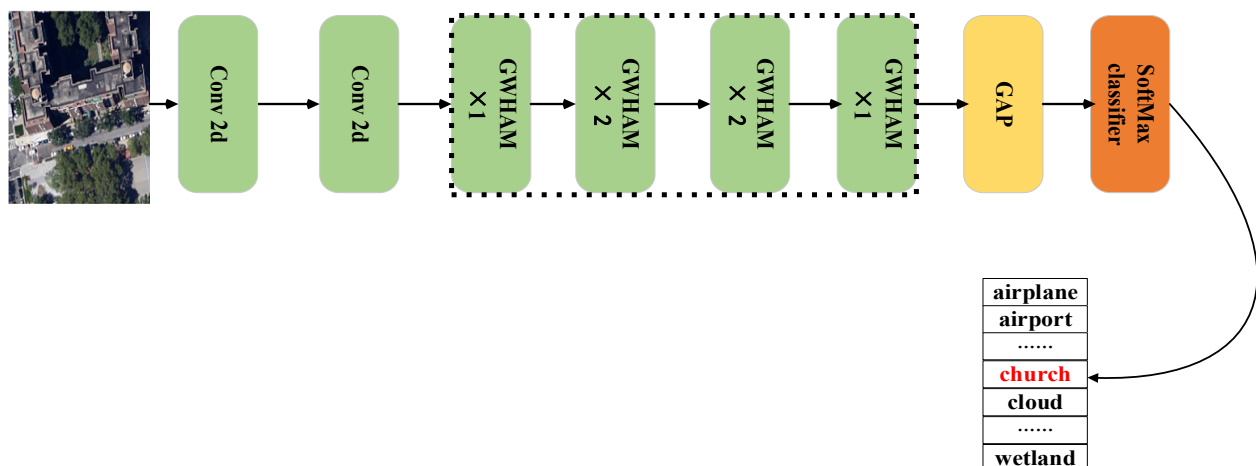 Conv 2d
Conv 2d
GWHAM
×1
GWHAM
× 2
GWHAM
× 2
GWHAM
×1
GAP
SoftMax
classifier
airplane
airport
······
church
cloud
······
wetland